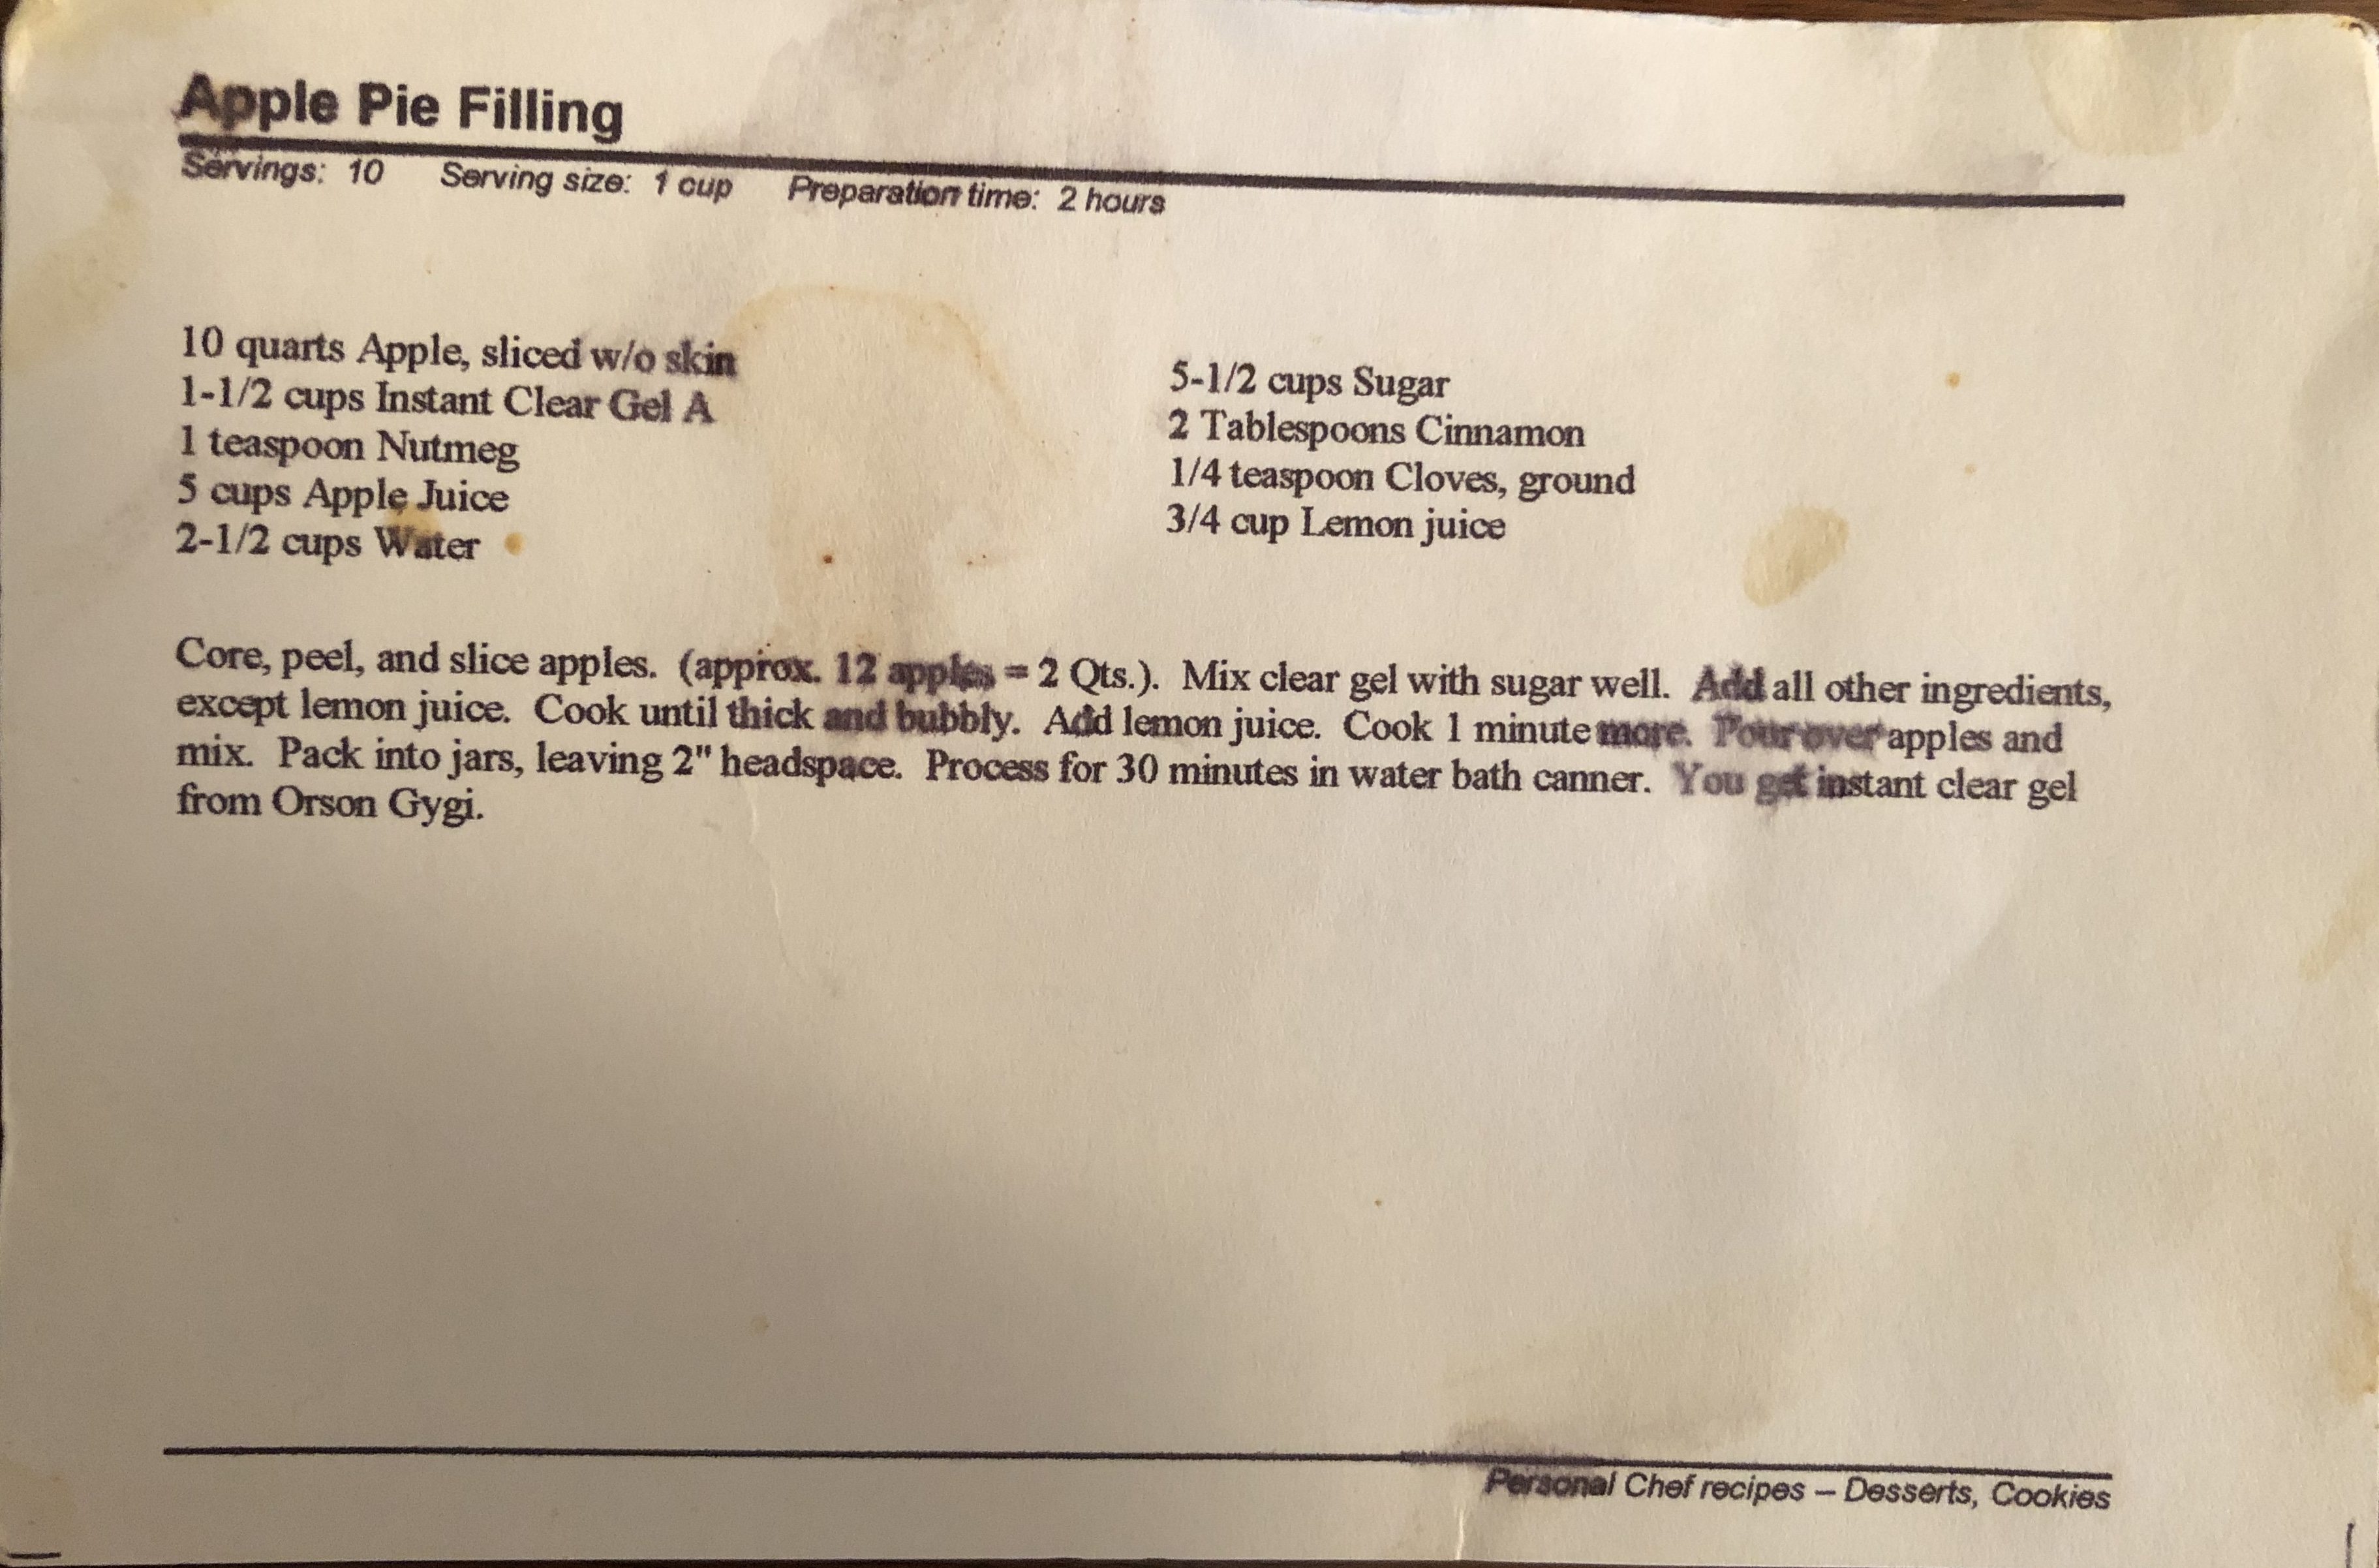 Apple Pie Filling
Servings: 10 Serving size: 1 cup Preparation time: 2 hours
10 quarts Apple, sliced w/o skin
1-1/2 cups Instant Clear Gel A
1 teaspoon Nutmeg
5 cups Apple Juice
2-1/2 cups Water
5-1/2 cups Sugar
2 Tablespoons Cinnamon
1/4 teaspoon Cloves, ground
3/4 cup Lemon juice
Core, peel, and slice apples. (approx. 12 apples = 2 Qts.). Mix clear gel with sugar well. Add all other ingredients,
except lemon juice. Cook until thick and bubbly. Add lemon juice. Cook 1 minute more. Pour over apples and
mix. Pack into jars, leaving 2" headspace. Process for 30 minutes in water bath canner. You get instant clear gel
from Orson Gygi.
Personal Chef recipes – Desserts, Cookies